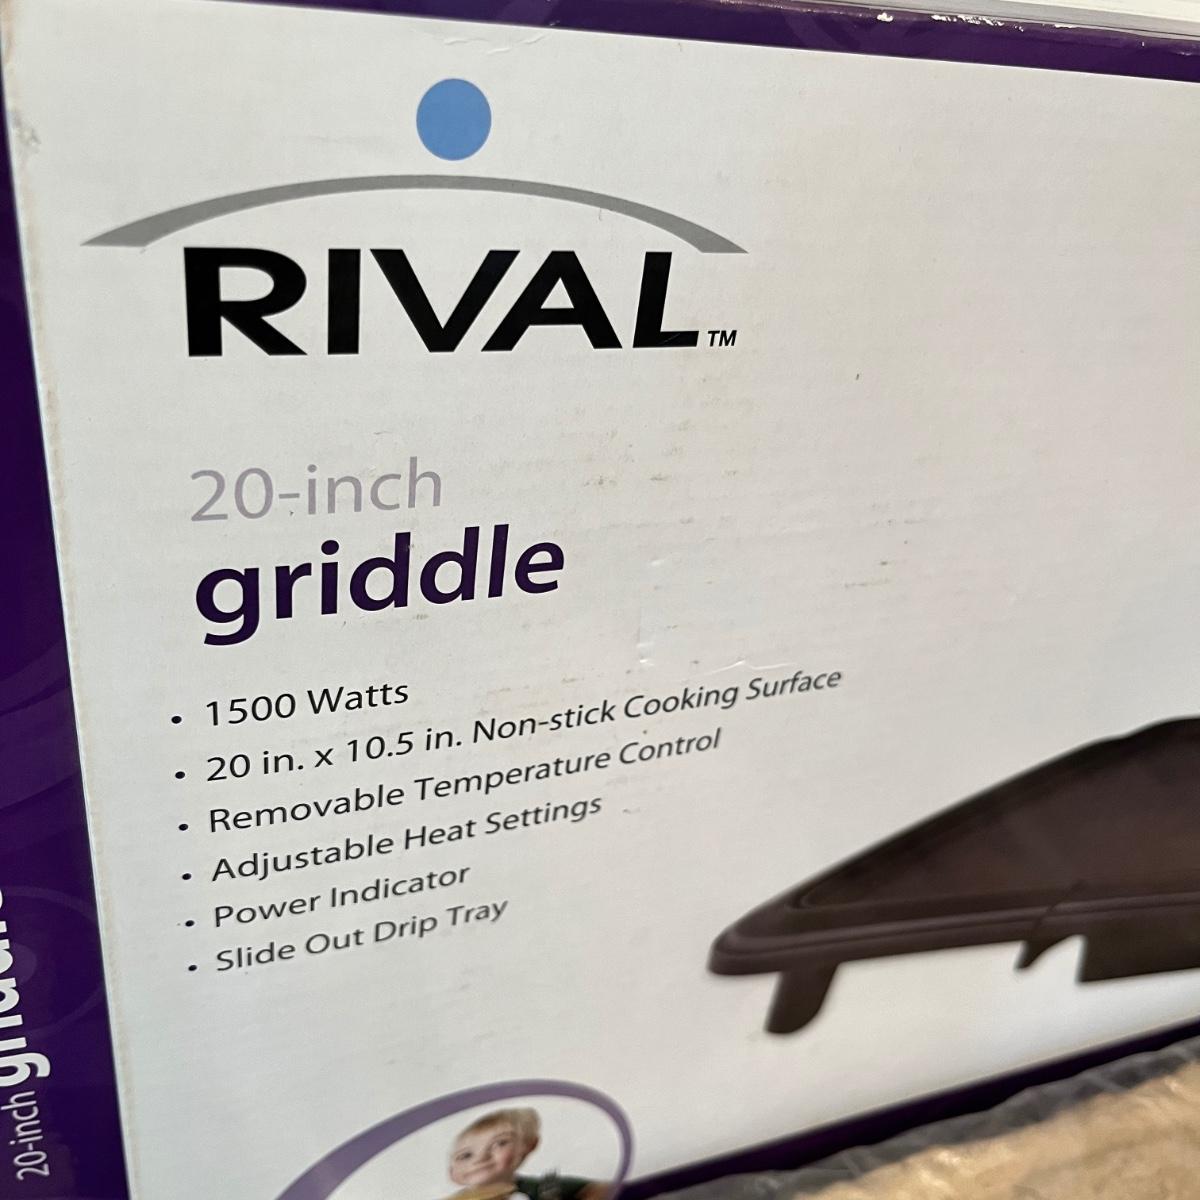 RIVAL™
20-inch
griddle
• 1500 Watts
• 20 in. x 10.5 in. Non-stick Cooking Surface
• Removable Temperature Control
• Adjustable Heat Settings
• Power Indicator
• Slide Out Drip Tray
20-inch griddle